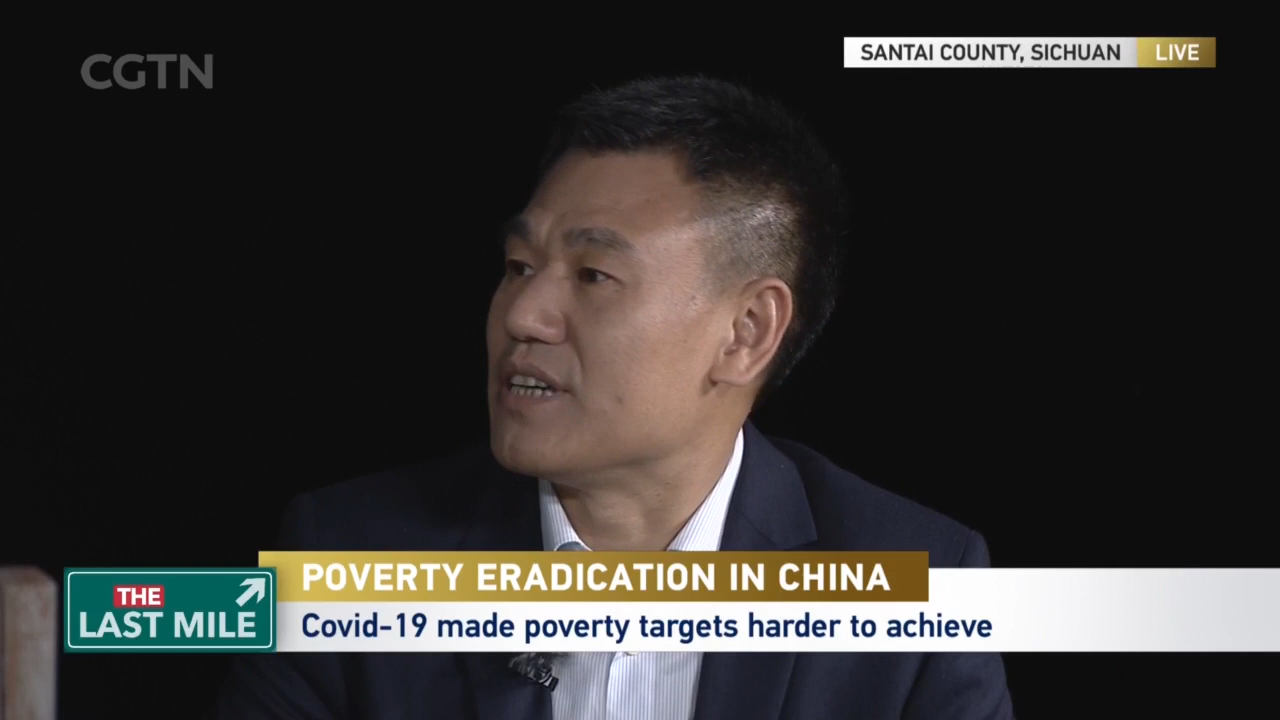 CGTN
SANTAI COUNTY, SICHUAN LIVE
POVERTY ERADICATION IN CHINA
THE
LAST MILE
Covid-19 made poverty targets harder to achieve